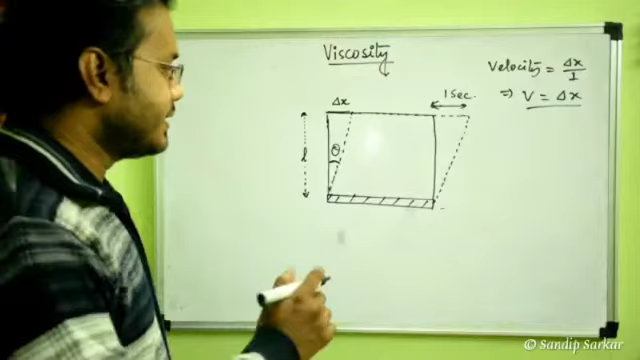 Viscosity
Velocity = Δx/1
⇒ V = Δx
Δx
1 sec.
θ
l
© Sandip Sarkar